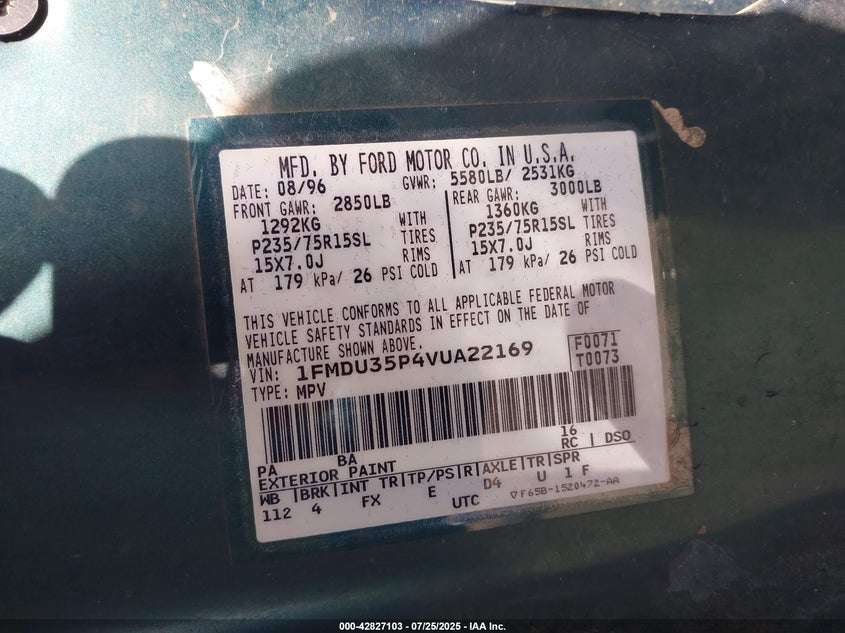 MFD. BY FORD MOTOR CO. IN U.S.A.
DATE: 08/96 GVWR: 5580LB/ 2531KG
FRONT GAWR: 2850LB REAR GAWR: 3000LB
1292KG WITH 1360KG WITH
P235/75R15SL TIRES P235/75R15SL TIRES
15X7.0J RIMS 15X7.0J RIMS
AT 179 kPa/ 26 PSI COLD AT 179 kPa/ 26 PSI COLD
THIS VEHICLE CONFORMS TO ALL APPLICABLE FEDERAL MOTOR
VEHICLE SAFETY STANDARDS IN EFFECT ON THE DATE OF
MANUFACTURE SHOWN ABOVE.
VIN: 1FMDU35P4VUA22169 F0071
TYPE: MPV T0073
16
PA BA RC | DSO
EXTERIOR PAINT
WB |BRK|INT TR|TP/PS|R|AXLE|TR|SPR
112 4 FX E D4 U 1 F
UTC ▽F65B-1520472-AA
000-42827103 - 07/25/2025 - IAA Inc.